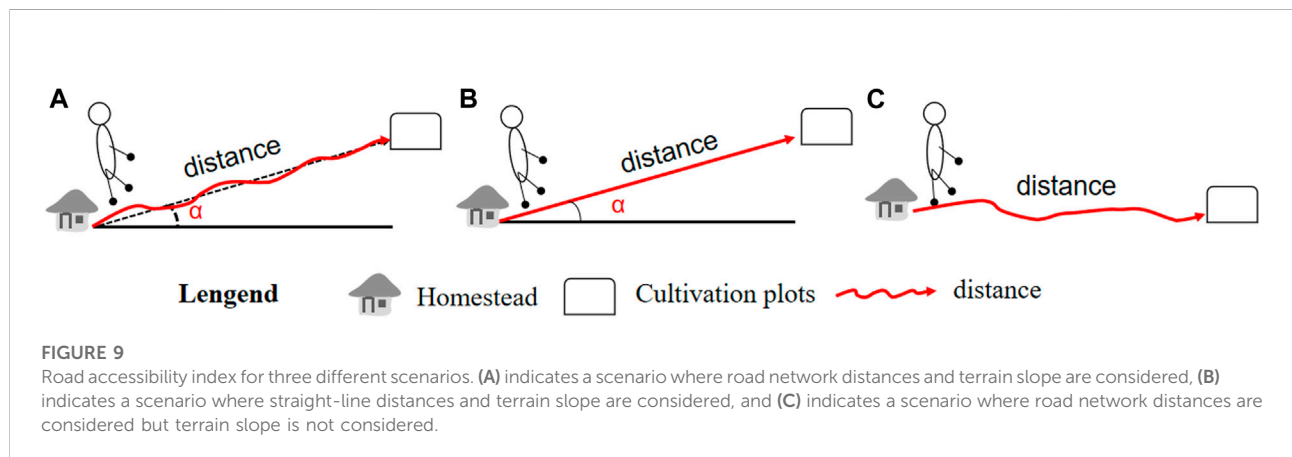 A
B
C
distance
distance
distance
α
α
Lengend
Homestead
Cultivation plots
distance
FIGURE 9
Road accessibility index for three different scenarios. (A) indicates a scenario where road network distances and terrain slope are considered, (B)
indicates a scenario where straight-line distances and terrain slope are considered, and (C) indicates a scenario where road network distances are
considered but terrain slope is not considered.